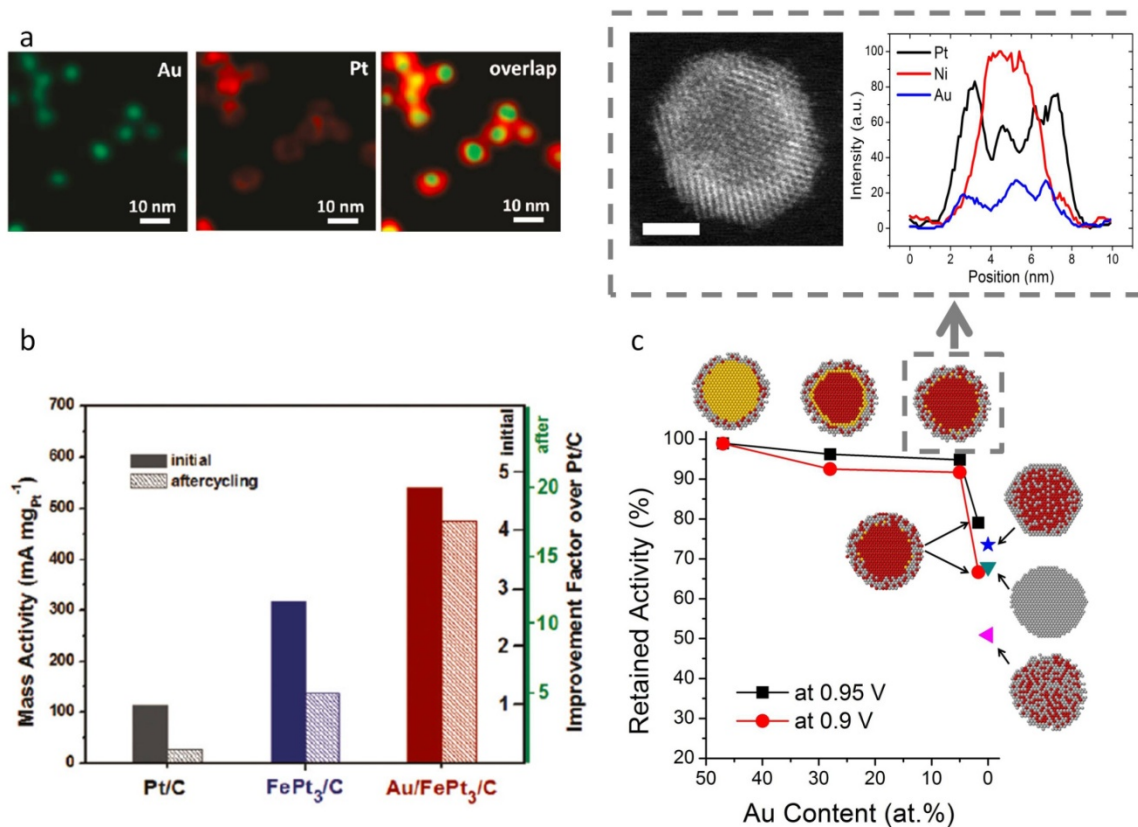 a
Au
Pt
overlap
10 nm
10 nm
10 nm
100
80
60
40
20
0
Intensity (a.u.)
Pt
Ni
Au
0 2 4 6 8 10
Position (nm)
b
700
600
500
400
300
200
100
0
Mass Activity (mA mgPt⁻¹)
initial
aftercycling
initial
after
5
4
3
2
1
20
15
10
5
Improvement Factor over Pt/C
Pt/C
FePt₃/C
Au/FePt₃/C
c
100
90
80
70
60
50
40
30
20
Retained Activity (%)
at 0.95 V
at 0.9 V
50 40 30 20 10 0
Au Content (at.%)